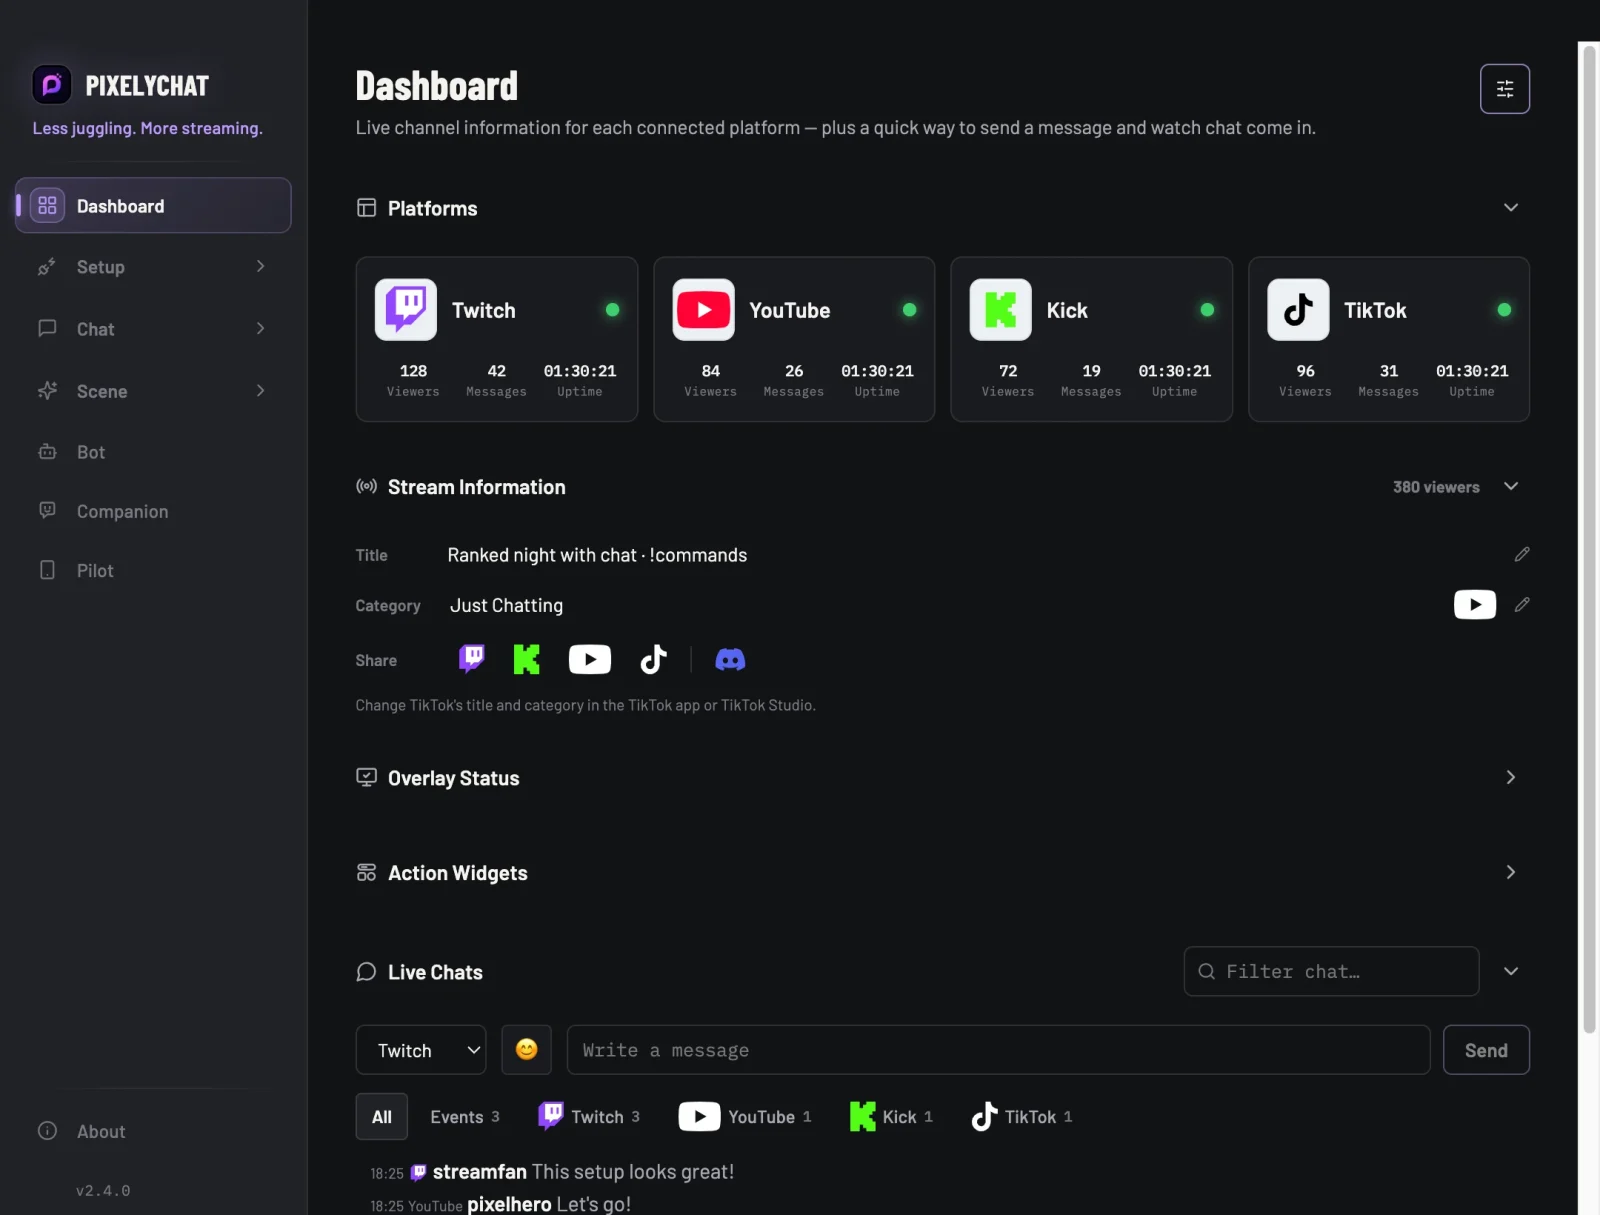 PIXELYCHAT
Less juggling. More streaming.
Dashboard
Setup
Chat
Scene
Bot
Companion
Pilot
About
v2.4.0
Dashboard
Live channel information for each connected platform — plus a quick way to send a message and watch chat come in.
Platforms
Twitch
128 42 01:30:21
Viewers Messages Uptime
YouTube
84 26 01:30:21
Viewers Messages Uptime
Kick
72 19 01:30:21
Viewers Messages Uptime
TikTok
96 31 01:30:21
Viewers Messages Uptime
Stream Information 380 viewers
Title Ranked night with chat · !commands
Category Just Chatting
Share
Change TikTok's title and category in the TikTok app or TikTok Studio.
Overlay Status
Action Widgets
Live Chats Filter chat…
Twitch Write a message Send
All Events 3 Twitch 3 YouTube 1 Kick 1 TikTok 1
18:25 streamfan This setup looks great!
18:25 YouTube pixelhero Let's go!